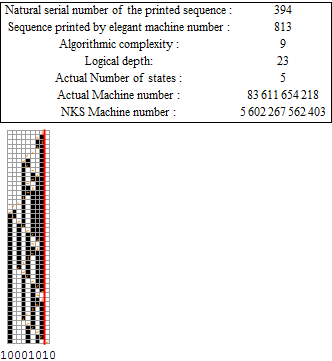 Natural serial number of the printed sequence : 394
Sequence printed by elegant machine number : 813
Algorithmic complexity : 9
Logical depth: 23
Actual Number of states : 5
Actual Machine number : 83 611 654 218
NKS Machine number : 5 602 267 562 403
10001010